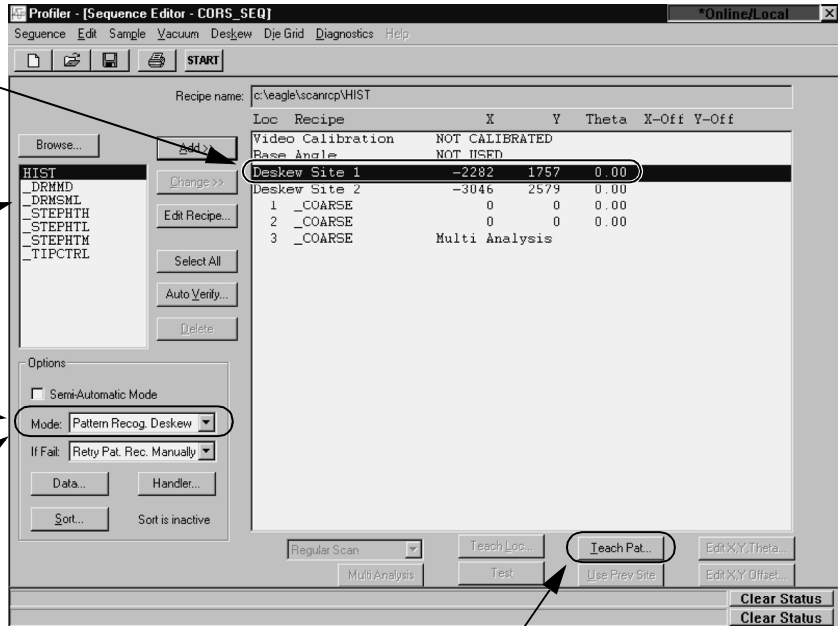 Profiler - [Sequence Editor - CORS_SEQ]
*Online/Local
Sequence Edit Sample Vacuum Deskew Die Grid Diagnostics Help
START
Recipe name: c:\eagle\scanrcp\HIST
Loc Recipe X Y Theta X-Off Y-Off
Video Calibration NOT CALIBRATED
Base Angle NOT USED
Deskew Site 1 -2282 1757 0.00
Deskew Site 2 -3046 2579 0.00
1 _COARSE 0 0 0.00
2 _COARSE 0 0 0.00
3 _COARSE Multi Analysis
Browse...
HIST
_DRMMD
_DRMSML
_STEPHTH
_STEPHTL
_STEPHTM
_TIPCTRL
Add >>
Change >>
Edit Recipe...
Select All
Auto Verify...
Delete
Options
Semi-Automatic Mode
Mode: Pattern Recog. Deskew
If Fail: Retry Pat. Rec. Manually
Data... Handler...
Sort... Sort is inactive
Regular Scan Teach Loc... Teach Pat... Edit X,Y,Theta...
Multi Analysis Test Use Prev Site Edit X,Y Offset...
Clear Status
Clear Status